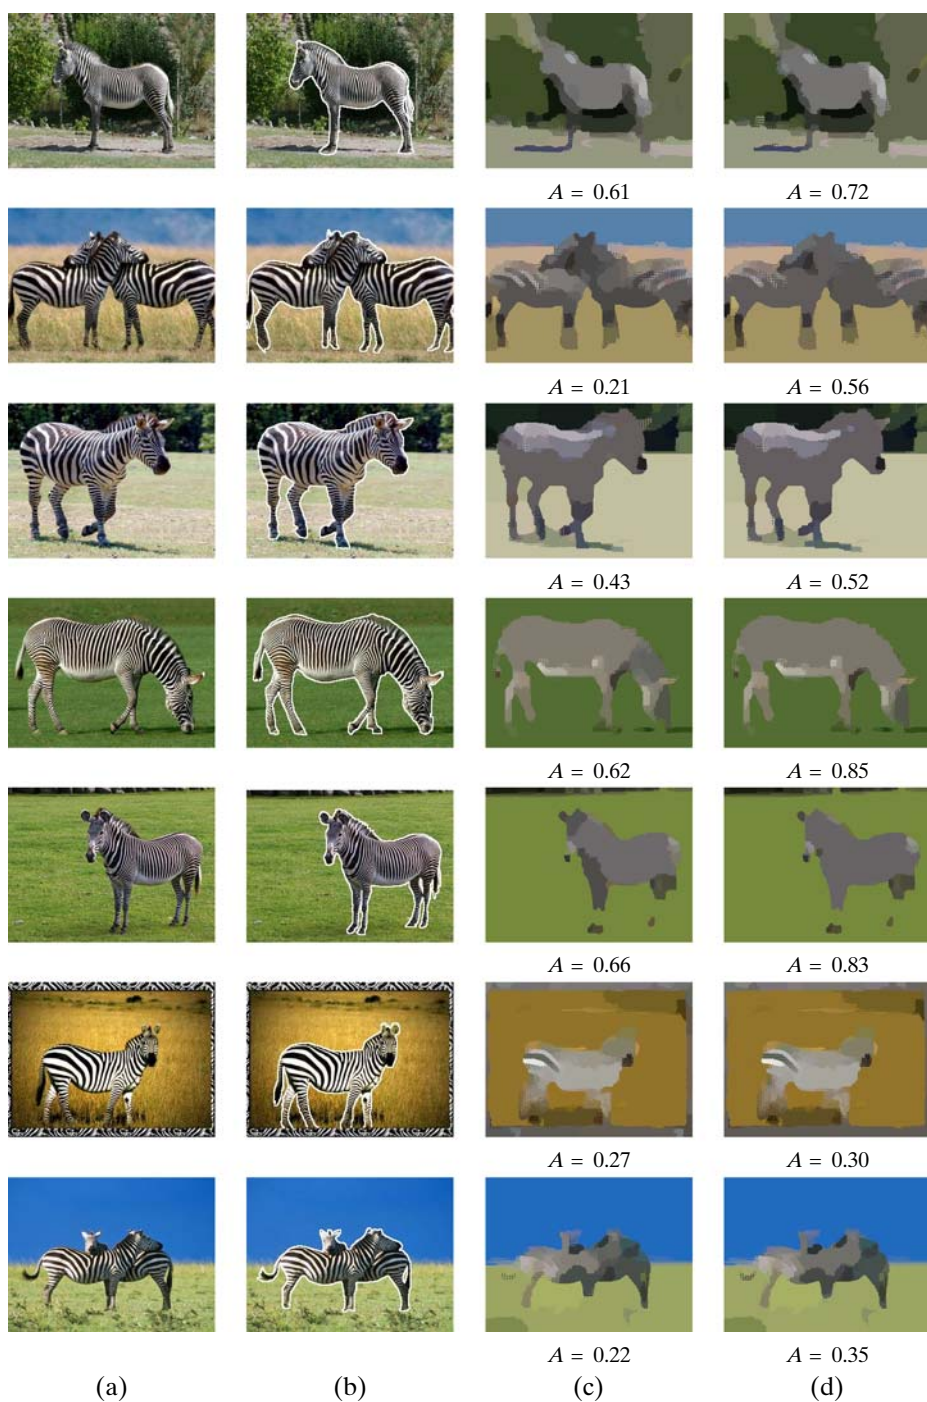 A = 0.61 A = 0.72
A = 0.21 A = 0.56
A = 0.43 A = 0.52
A = 0.62 A = 0.85
A = 0.66 A = 0.83
A = 0.27 A = 0.30
A = 0.22 A = 0.35
(a) (b) (c) (d)